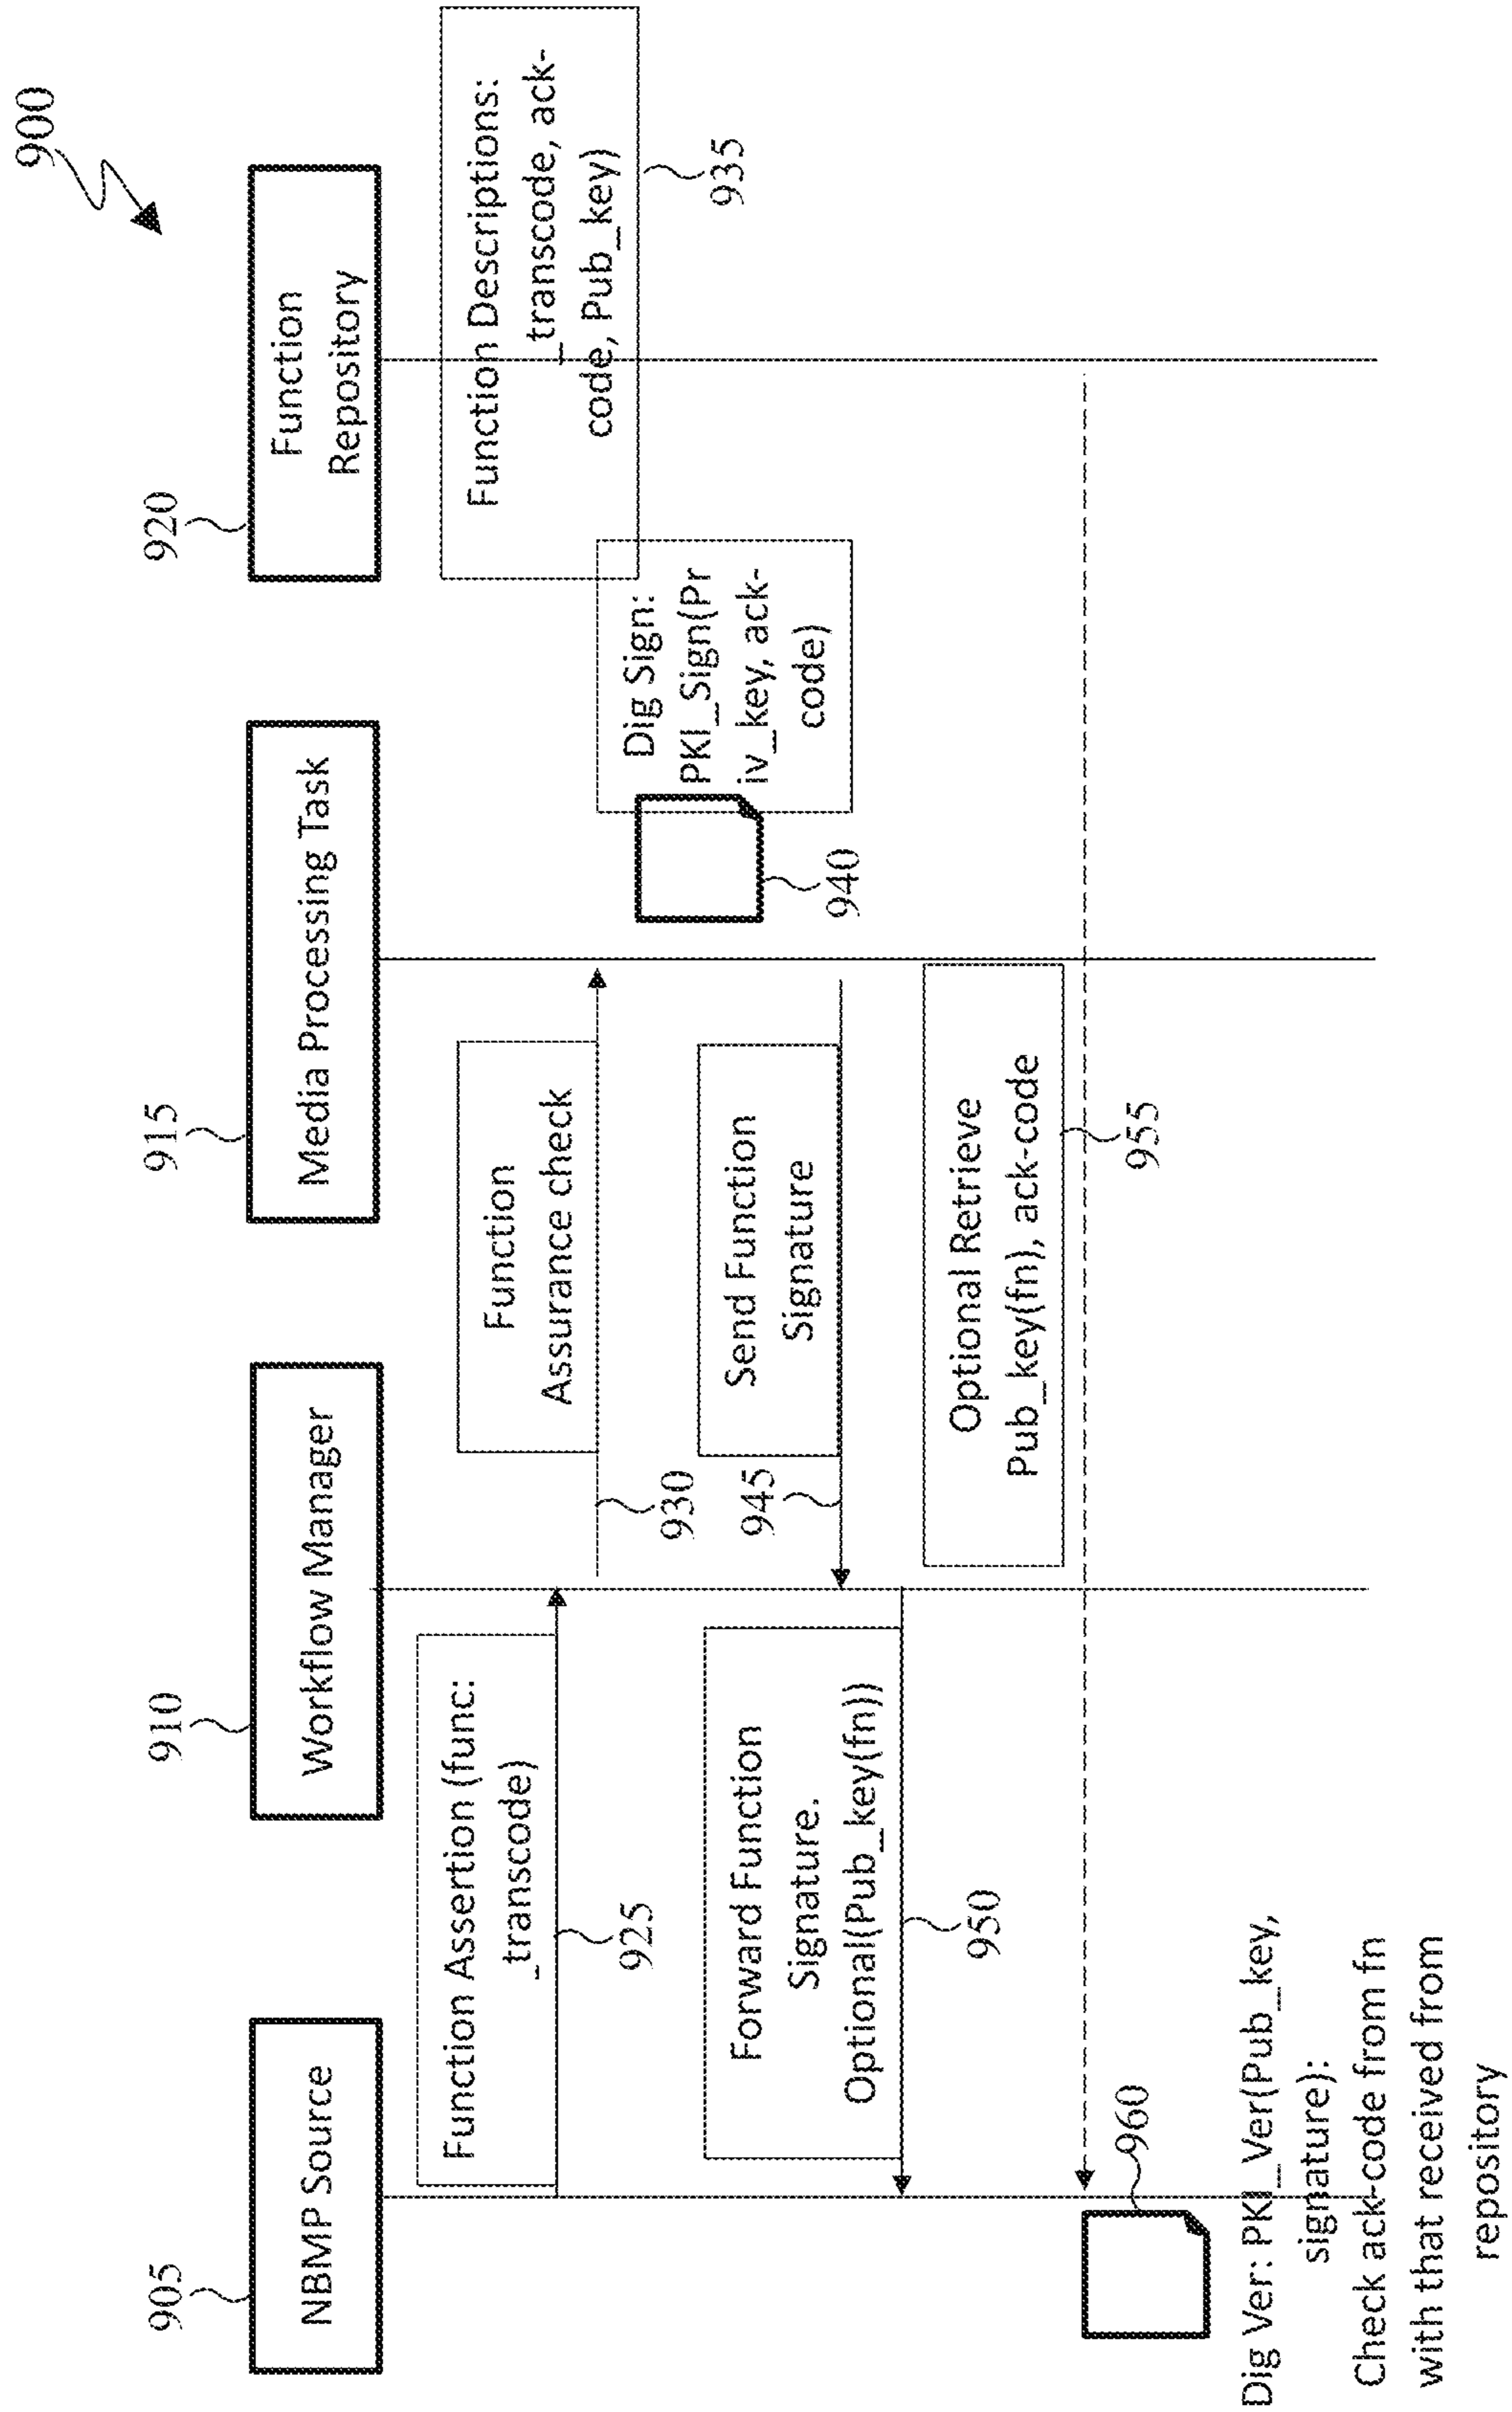 900
905
NBMP Source
910
Workflow Manager
915
Media Processing Task
920
Function
Repository
Function Assertion (func:
_transcode)
925
Function
Assurance check
930
Function Descriptions:
_transcode, ack-
code, Pub_key)
935
Dig Sign:
PKI_Sign(Pr
iv_key, ack-
code)
940
Send Function
Signature
945
Forward Function
Signature.
Optional(Pub_key(fn))
950
Optional Retrieve
Pub_key(fn), ack-code
955
960
Dig Ver: PKI_Ver(Pub_key,
signature):
Check ack-code from fn
with that received from
repository